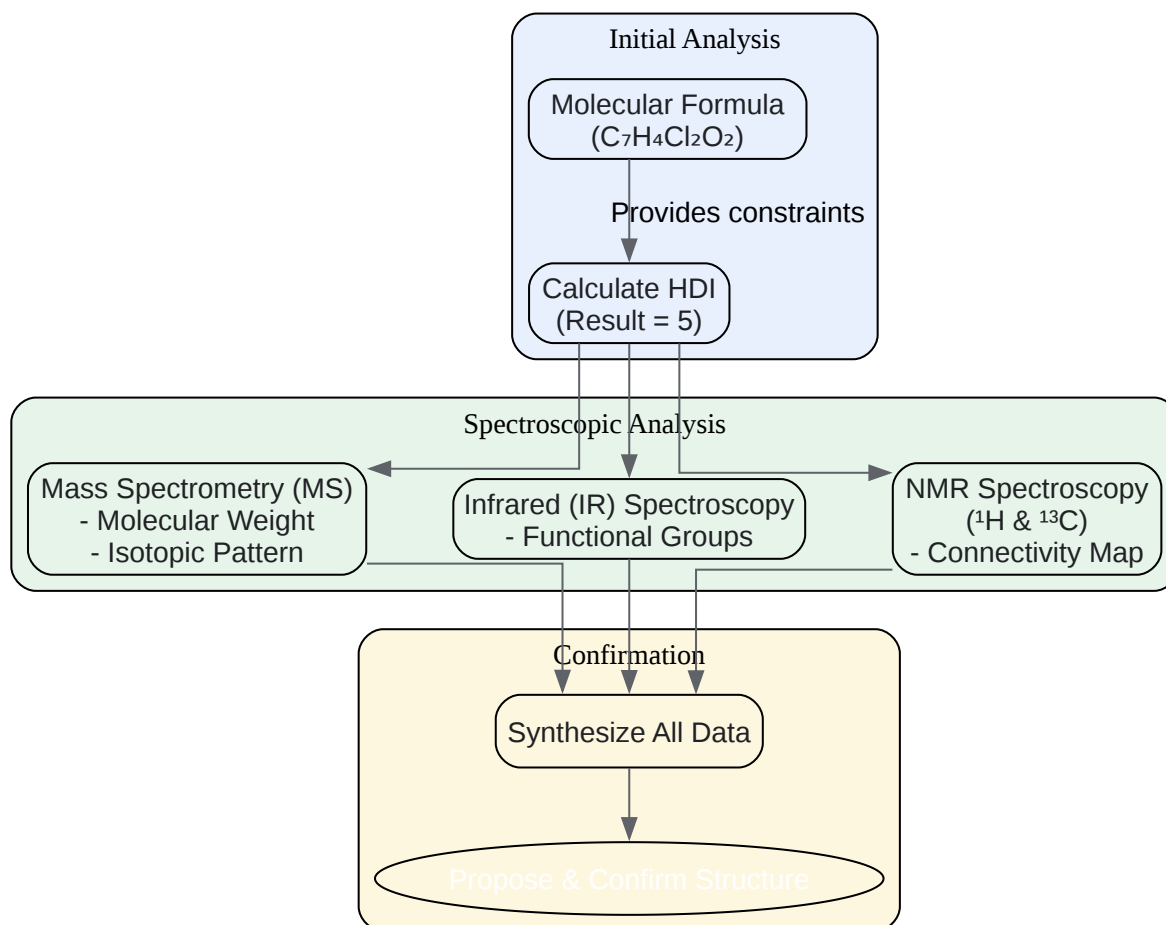 Initial Analysis
Molecular Formula
(C₇H₄Cl₂O₂)
Provides constraints
Calculate HDI
(Result = 5)
Spectroscopic Analysis
Mass Spectrometry (MS)
- Molecular Weight
- Isotopic Pattern
Infrared (IR) Spectroscopy
- Functional Groups
NMR Spectroscopy
(¹H & ¹³C)
- Connectivity Map
Confirmation
Synthesize All Data
Propose & Confirm Structure